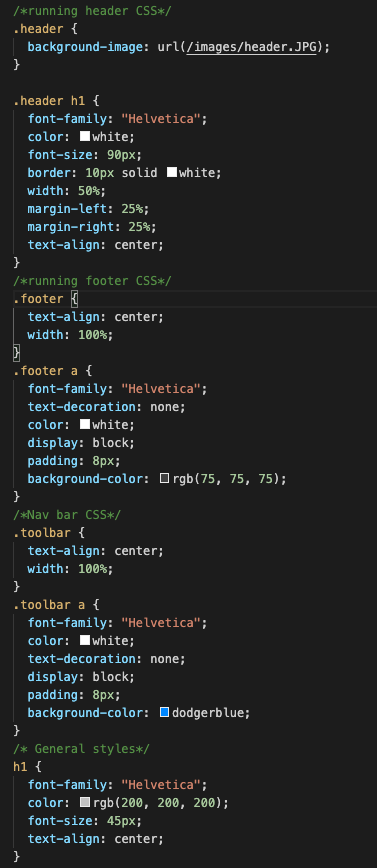 /*running header CSS*/
.header {
  background-image: url(/images/header.JPG);
}

.header h1 {
  font-family: "Helvetica";
  color: white;
  font-size: 90px;
  border: 10px solid white;
  width: 50%;
  margin-left: 25%;
  margin-right: 25%;
  text-align: center;
}
/*running footer CSS*/
.footer {
  text-align: center;
  width: 100%;
}
.footer a {
  font-family: "Helvetica";
  text-decoration: none;
  color: white;
  display: block;
  padding: 8px;
  background-color: rgb(75, 75, 75);
}
/*Nav bar CSS*/
.toolbar {
  text-align: center;
  width: 100%;
}
.toolbar a {
  font-family: "Helvetica";
  color: white;
  text-decoration: none;
  display: block;
  padding: 8px;
  background-color: dodgerblue;
}
/* General styles*/
h1 {
  font-family: "Helvetica";
  color: rgb(200, 200, 200);
  font-size: 45px;
  text-align: center;
}